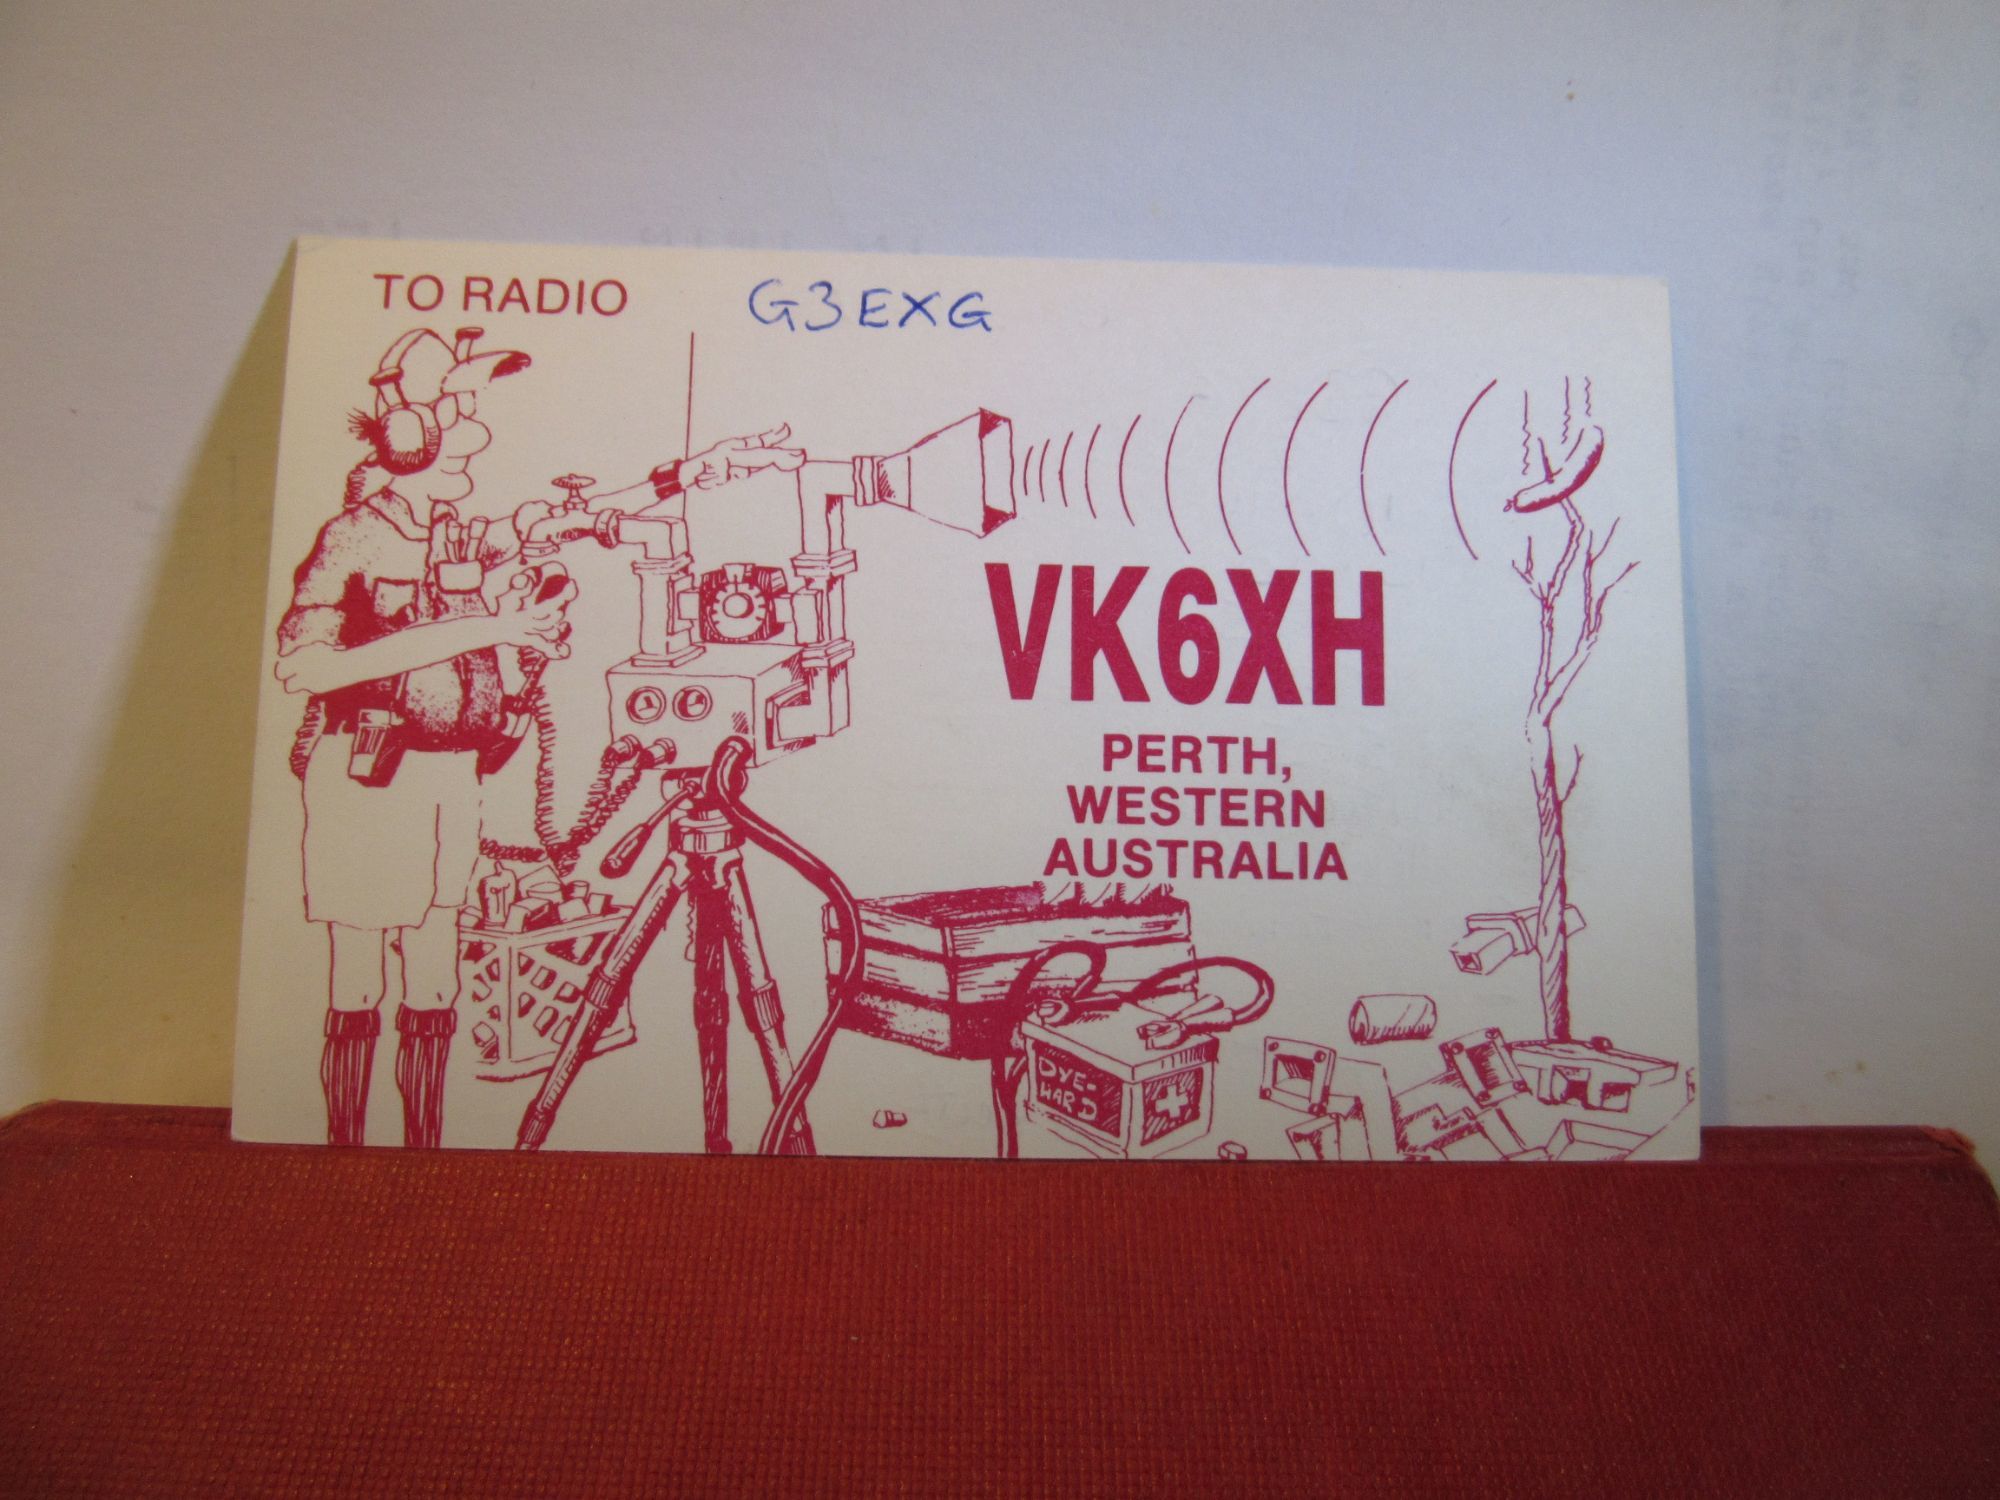 TO RADIO G3EXG
VK6XH
PERTH,
WESTERN
AUSTRALIA
DYE-
HARD